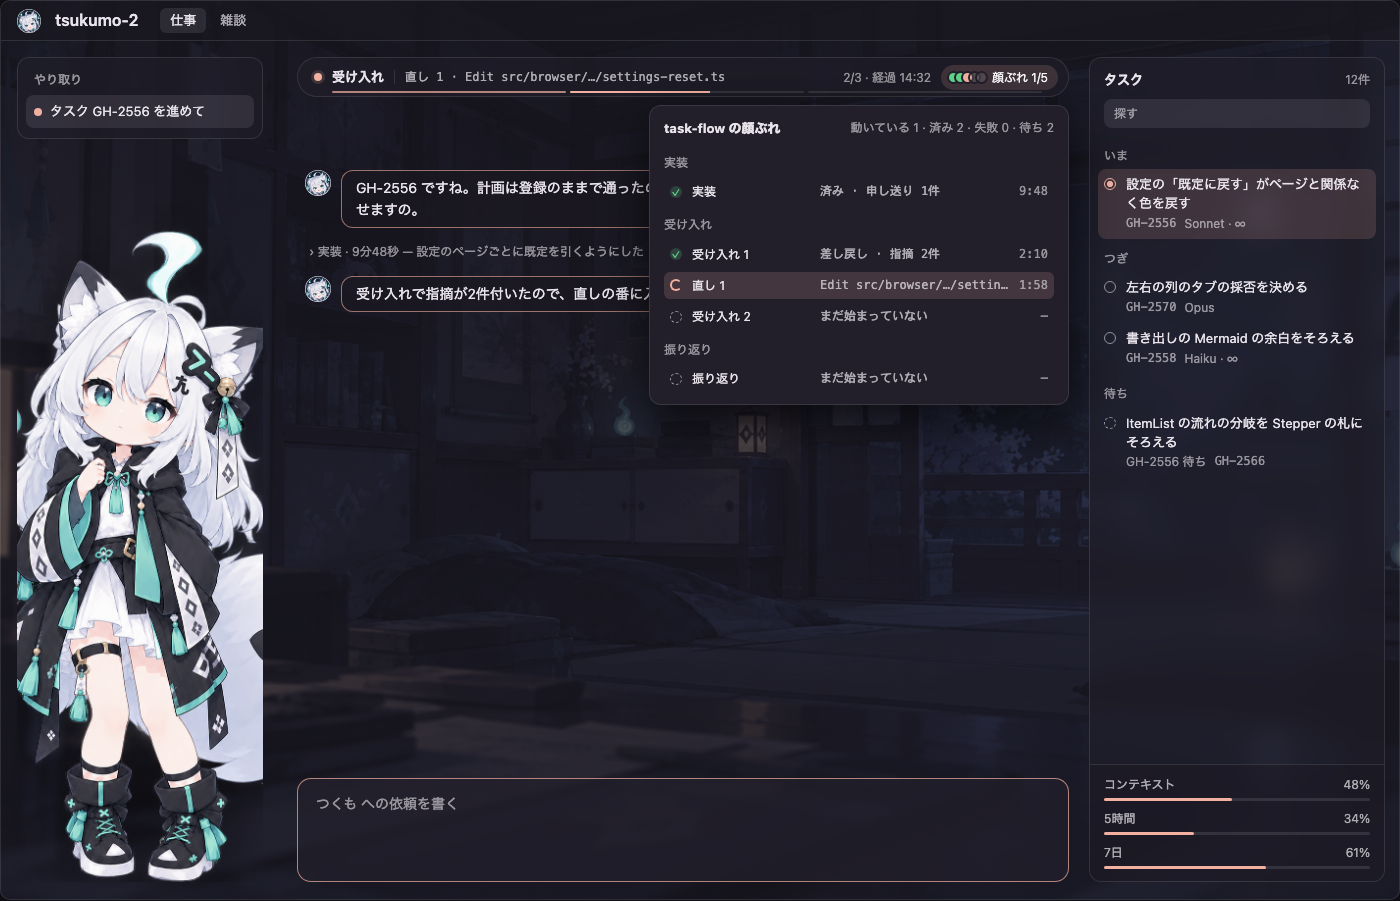 tsukumo-2 仕事 雑談
やり取り
タスク GH-2556 を進めて
受け入れ 直し 1 · Edit src/browser/…/settings-reset.ts 2/3 · 経過 14:32 顔ぶれ 1/5
task-flow の顔ぶれ 動いている 1 · 済み 2 · 失敗 0 · 待ち 2
実装
実装 済み · 申し送り 1件 9:48
受け入れ
受け入れ 1 差し戻し · 指摘 2件 2:10
直し 1 Edit src/browser/…/settin… 1:58
受け入れ 2 まだ始まっていない –
振り返り
振り返り まだ始まっていない –
GH-2556 ですね。計画は登録のままで通った
せますの。
› 実装 · 9分48秒 – 設定のページごとに既定を引くようにした
受け入れで指摘が2件付いたので、直しの番に
つくも への依頼を書く
タスク 12件
探す
いま
設定の「既定に戻す」がページと関係な
く色を戻す
GH-2556 Sonnet · ∞
つぎ
左右の列のタブの採否を決める
GH-2570 Opus
書き出しの Mermaid の余白をそろえる
GH-2558 Haiku · ∞
待ち
ItemList の流れの分岐を Stepper の札に
そろえる
GH-2556 待ち GH-2566
コンテキスト 48%
5時間 34%
7日 61%